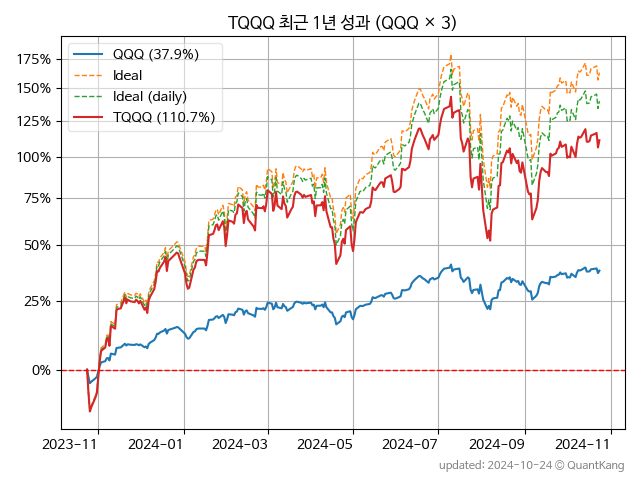 TQQQ 최근 1년 성과 (QQQ × 3)
QQQ (37.9%)
Ideal
Ideal (daily)
TQQQ (110.7%)
175%
150%
125%
100%
75%
50%
25%
0%
2023-11 2024-01 2024-03 2024-05 2024-07 2024-09 2024-11
updated: 2024-10-24 © QuantKang